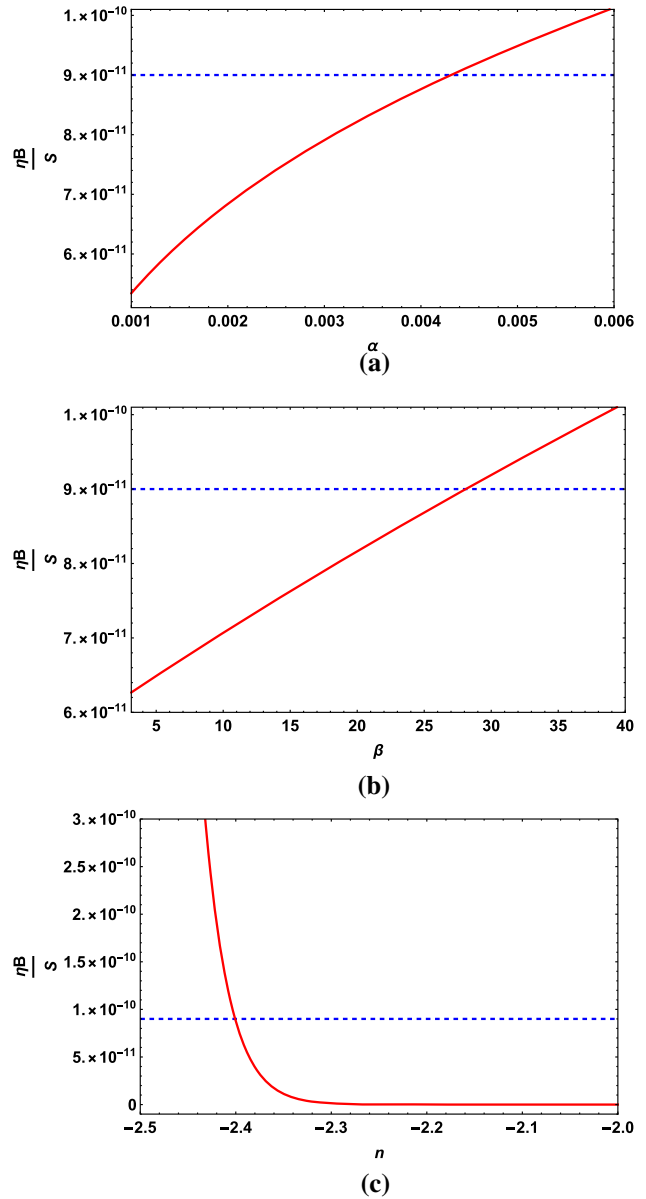 1.×10⁻¹⁰
9.×10⁻¹¹
8.×10⁻¹¹
7.×10⁻¹¹
6.×10⁻¹¹
ηB
S
0.001 0.002 0.003 0.004 0.005 0.006
α
(a)
1.×10⁻¹⁰
9.×10⁻¹¹
8.×10⁻¹¹
7.×10⁻¹¹
6.×10⁻¹¹
ηB
S
5 10 15 20 25 30 35 40
β
(b)
3.×10⁻¹⁰
2.5×10⁻¹⁰
2.×10⁻¹⁰
1.5×10⁻¹⁰
1.×10⁻¹⁰
5.×10⁻¹¹
0
ηB
S
−2.5 −2.4 −2.3 −2.2 −2.1 −2.0
n
(c)